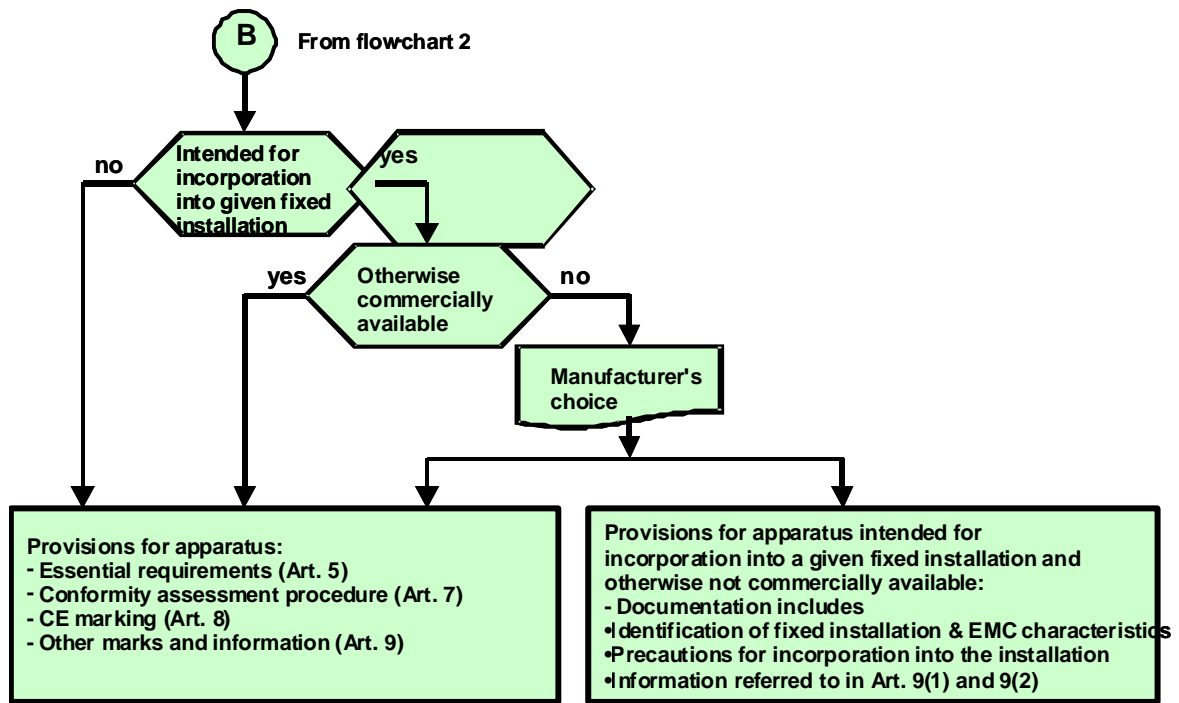 B
From flow-chart 2
no
Intended for
incorporation
into given fixed
installation
yes
yes
Otherwise
commercially
available
no
Manufacturer's
choice
Provisions for apparatus:
- Essential requirements (Art. 5)
- Conformity assessment procedure (Art. 7)
- CE marking (Art. 8)
- Other marks and information (Art. 9)
Provisions for apparatus intended for
incorporation into a given fixed installation and
otherwise not commercially available:
- Documentation includes
•Identification of fixed installation & EMC characteristics
•Precautions for incorporation into the installation
•Information referred to in Art. 9(1) and 9(2)